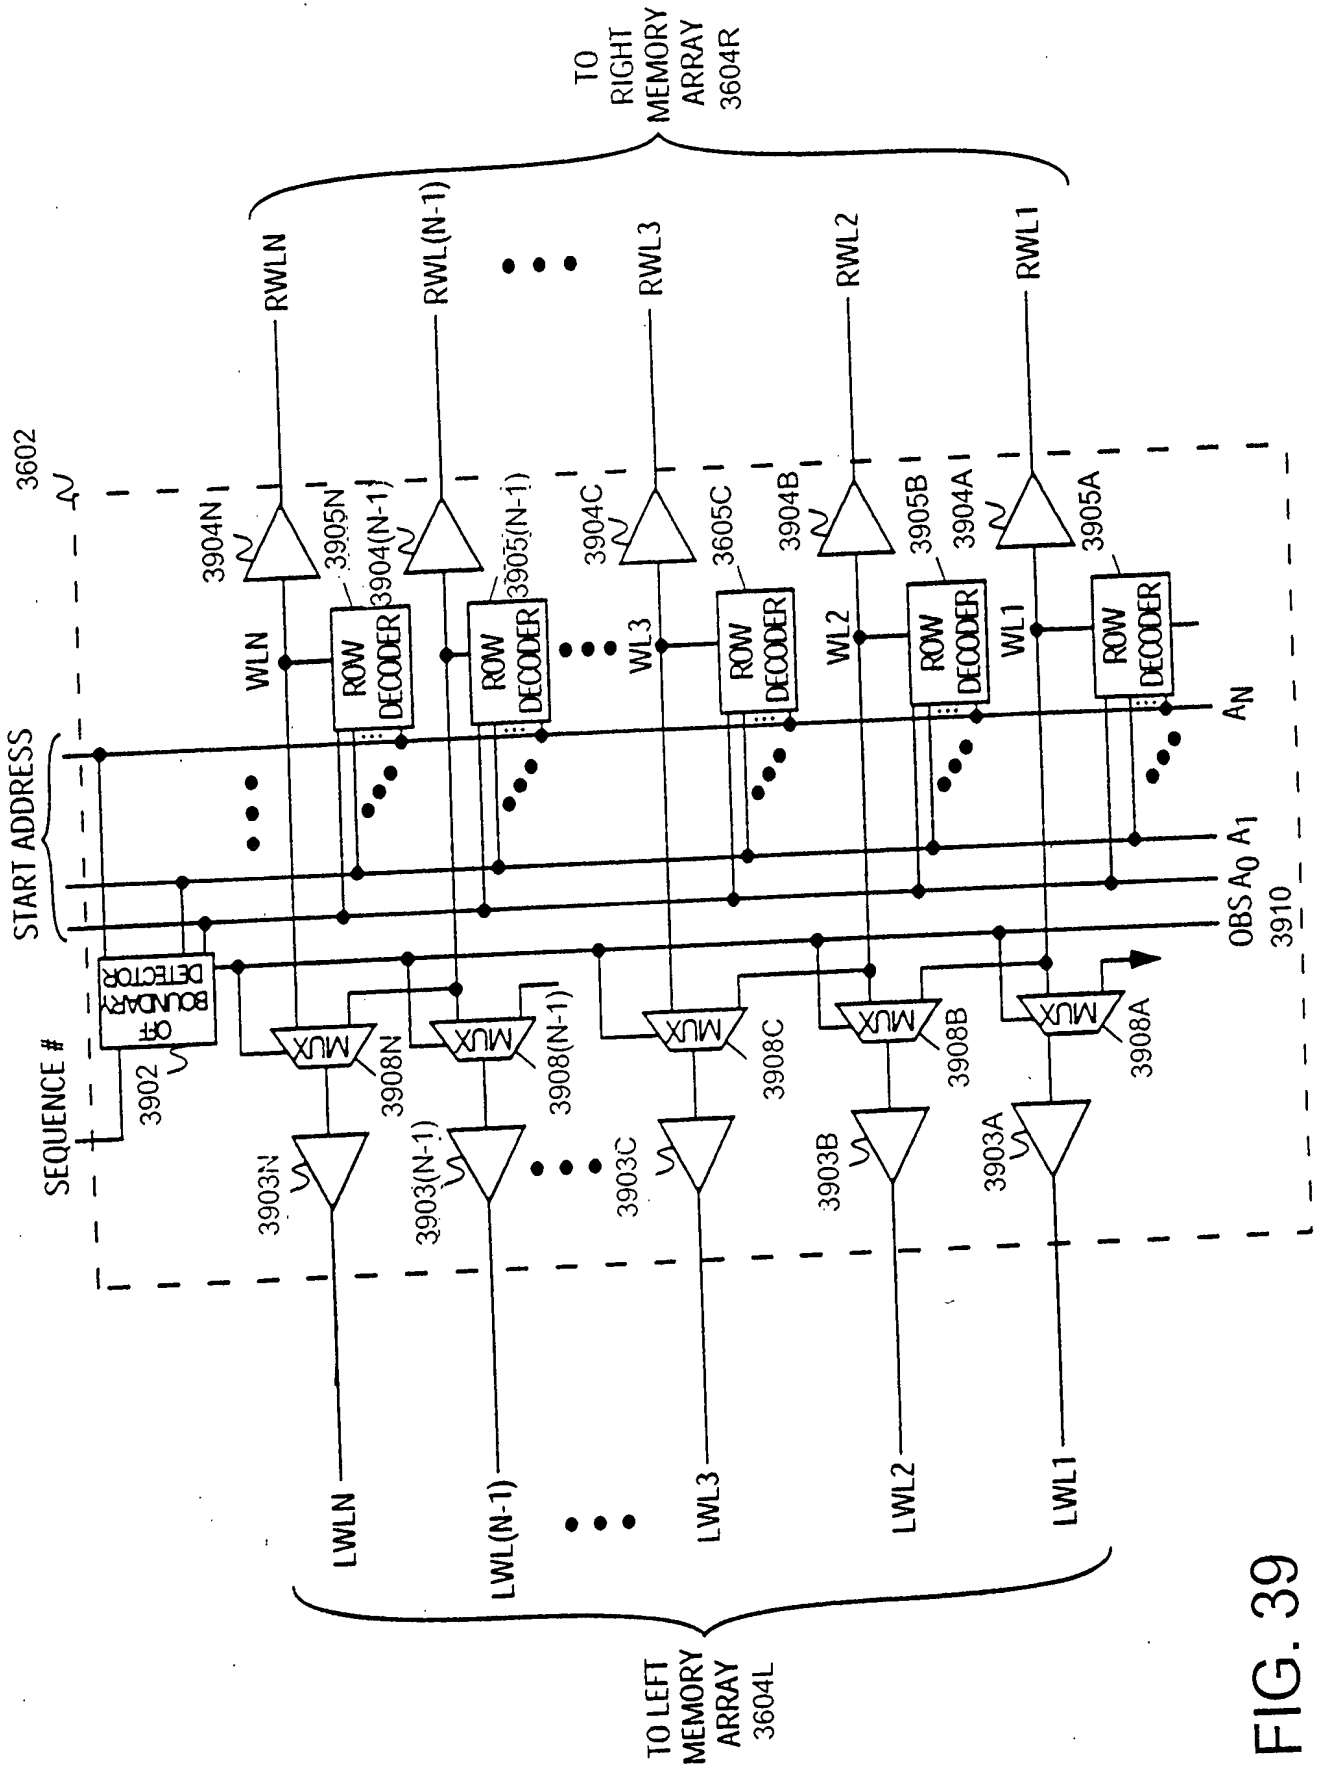 SEQUENCE #
START ADDRESS
3602
3902
OFF
BOUNDARY
DETECTOR
3903N
3908N
MUX
WLN
3904N
ROW
DECODER
3905N
LWLN
RWLN
3903(N-1)
3908(N-1)
MUX
3904(N-1)
ROW
DECODER
3905(N-1)
LWL(N-1)
RWL(N-1)
3903C
3908C
MUX
WL3
3904C
ROW
DECODER
3605C
LWL3
RWL3
3903B
3908B
MUX
WL2
3904B
ROW
DECODER
3905B
LWL2
RWL2
3903A
3908A
MUX
WL1
3904A
ROW
DECODER
3905A
LWL1
RWL1
OBS A0 A1 AN
3910
TO LEFT
MEMORY
ARRAY
3604L
TO
RIGHT
MEMORY
ARRAY
3604R
FIG. 39